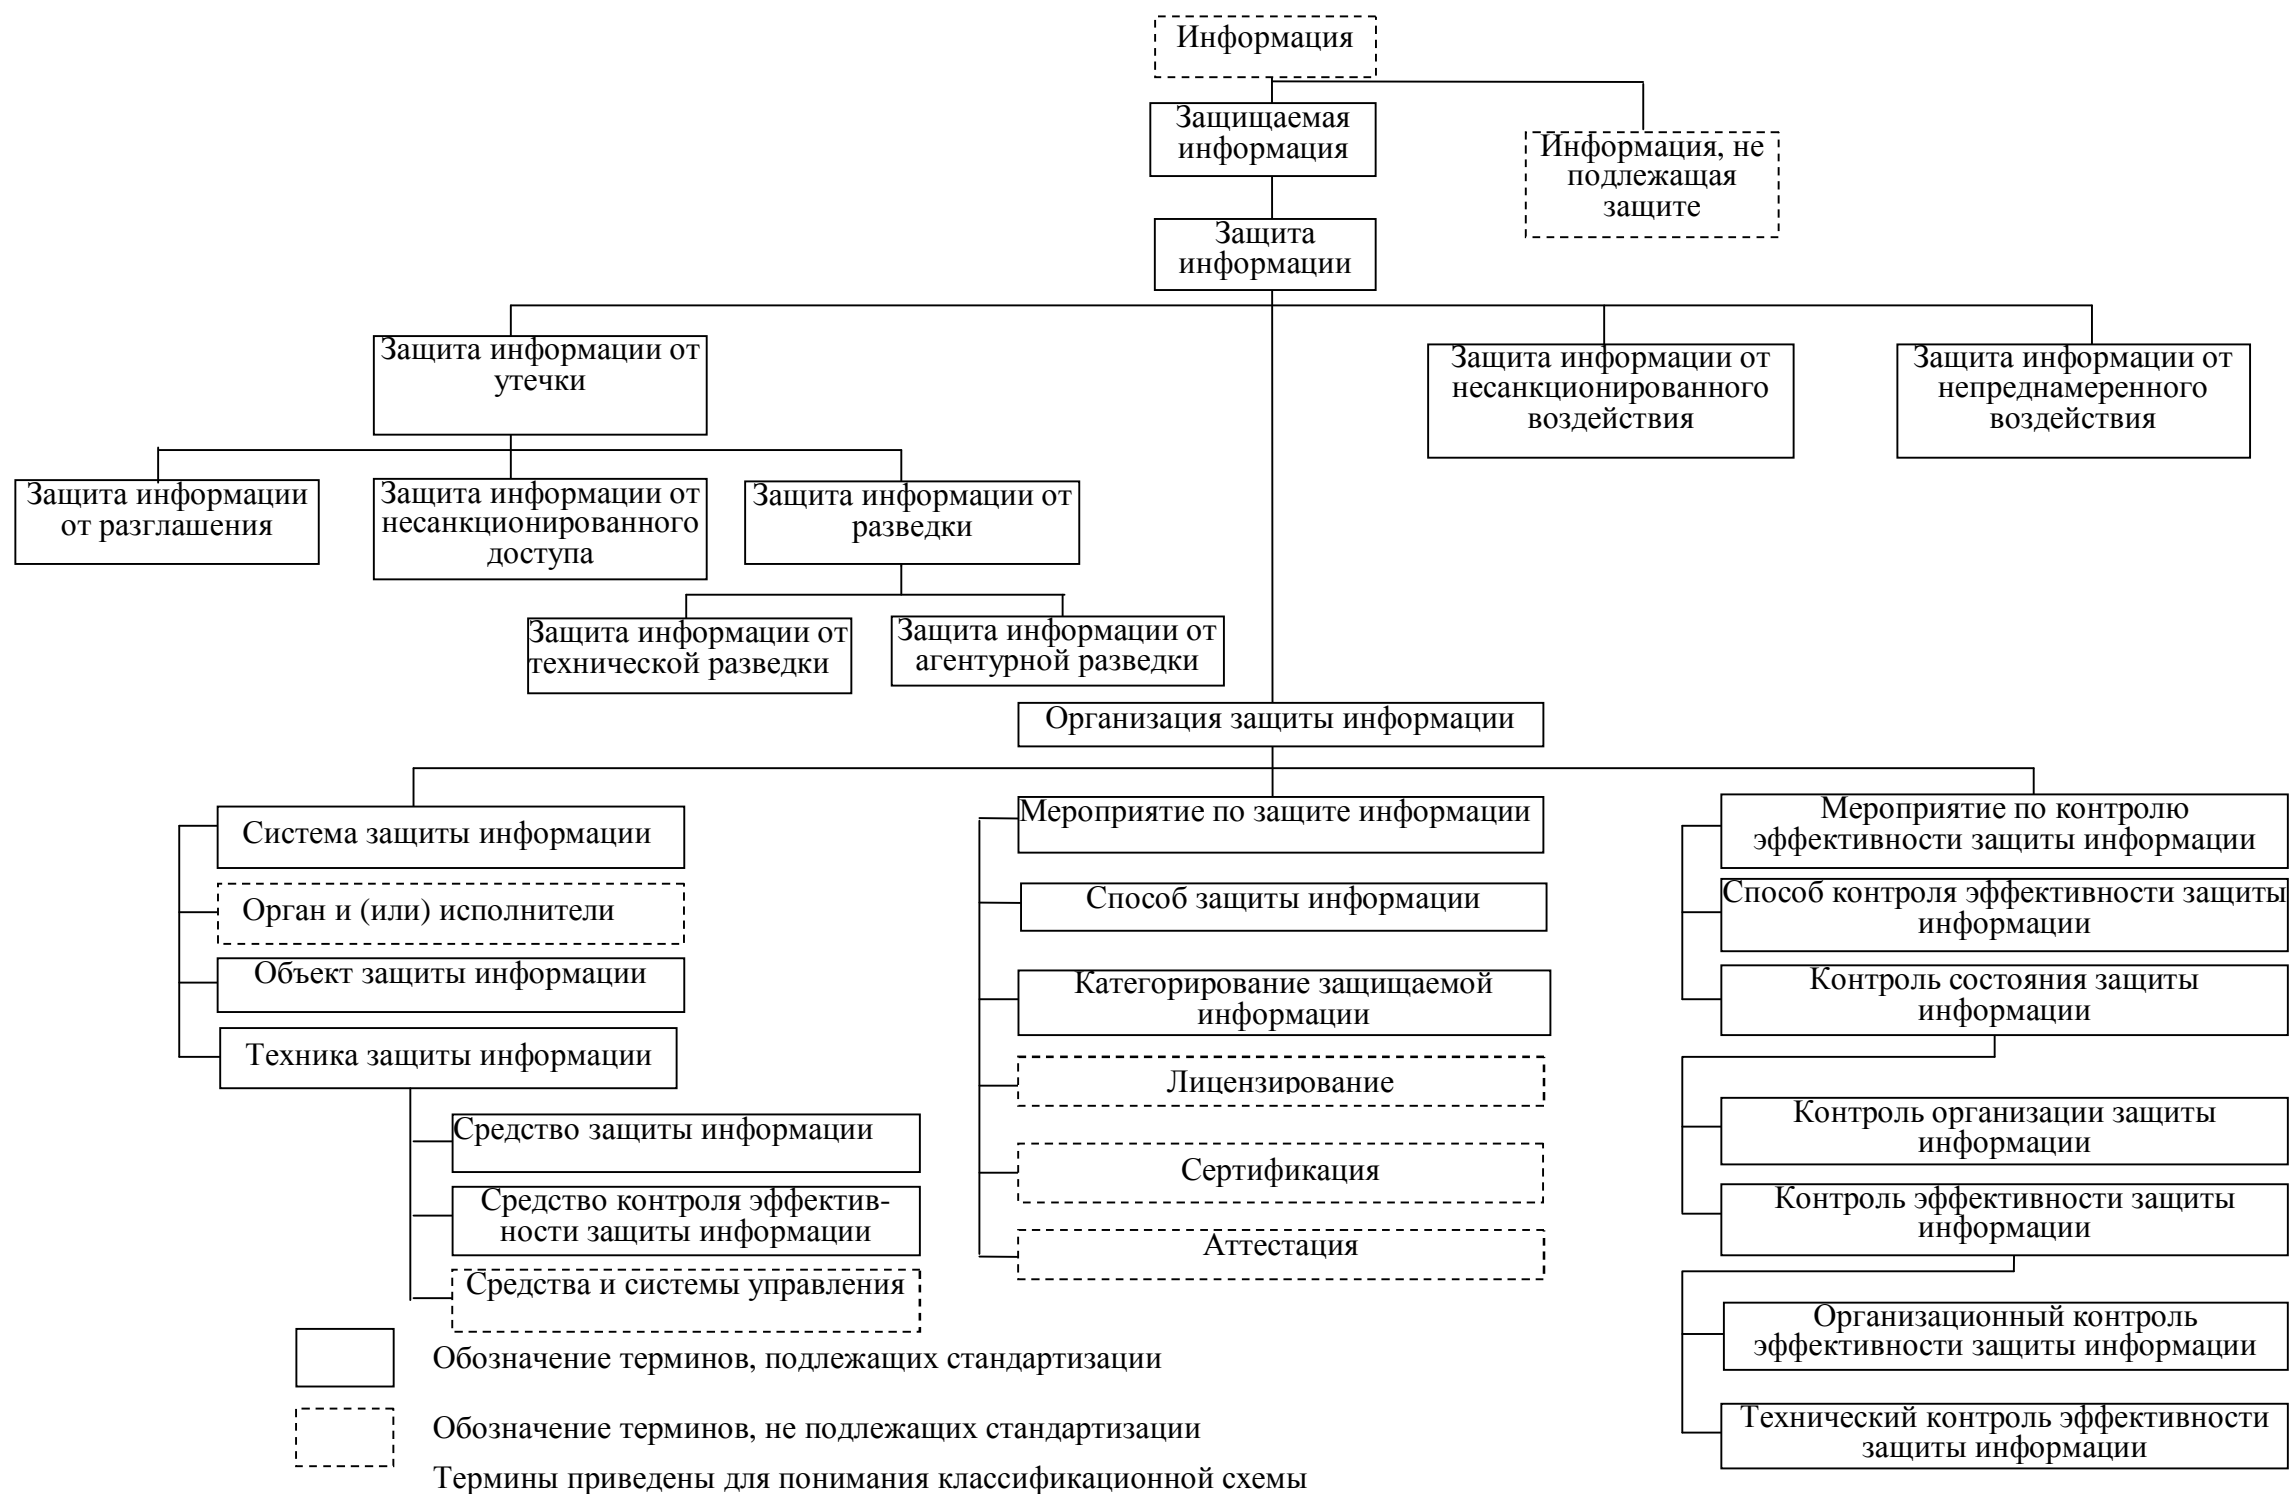 Информация
Защищаемая
информация
Информация, не
подлежащая
защите
Защита
информации
Защита информации от
утечки
Защита информации от
несанкционированного
воздействия
Защита информации от
непреднамеренного
воздействия
Защита информации
от разглашения
Защита информации от
несанкционированного
доступа
Защита информации от
разведки
Защита информации от
технической разведки
Защита информации от
агентурной разведки
Организация защиты информации
Система защиты информации
Орган и (или) исполнители
Объект защиты информации
Техника защиты информации
Средство защиты информации
Средство контроля эффектив-
ности защиты информации
Средства и системы управления
Мероприятие по защите информации
Способ защиты информации
Категорирование защищаемой
информации
Лицензирование
Сертификация
Аттестация
Мероприятие по контролю
эффективности защиты информации
Способ контроля эффективности защиты
информации
Контроль состояния защиты
информации
Контроль организации защиты
информации
Контроль эффективности защиты
информации
Организационный контроль
эффективности защиты информации
Технический контроль эффективности
защиты информации
Обозначение терминов, подлежащих стандартизации
Обозначение терминов, не подлежащих стандартизации
Термины приведены для понимания классификационной схемы